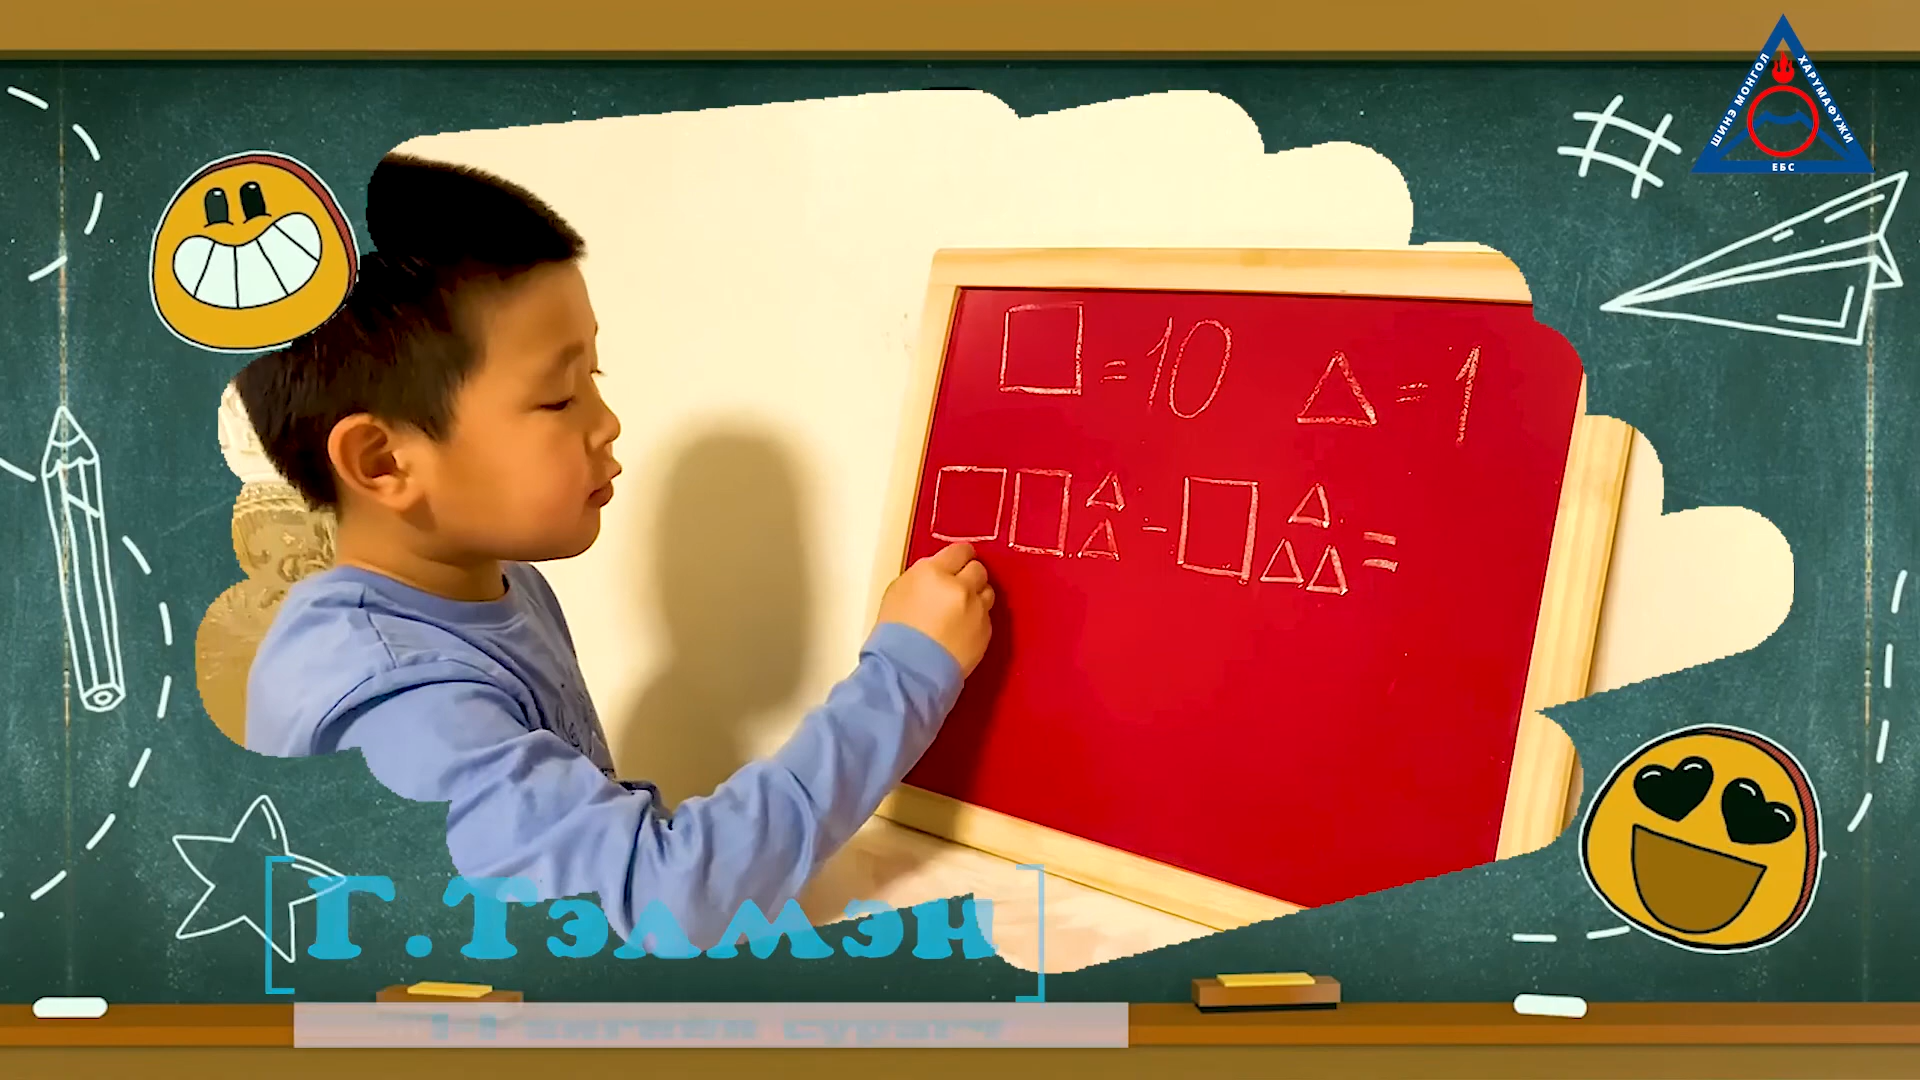 ШИНЭ МОНГОЛ ХАРУМАФУЖИ
ЕБС
□ = 10 △ = 1
□ □ △ △ - □ △ △ △ =
Г.Тэлмэн